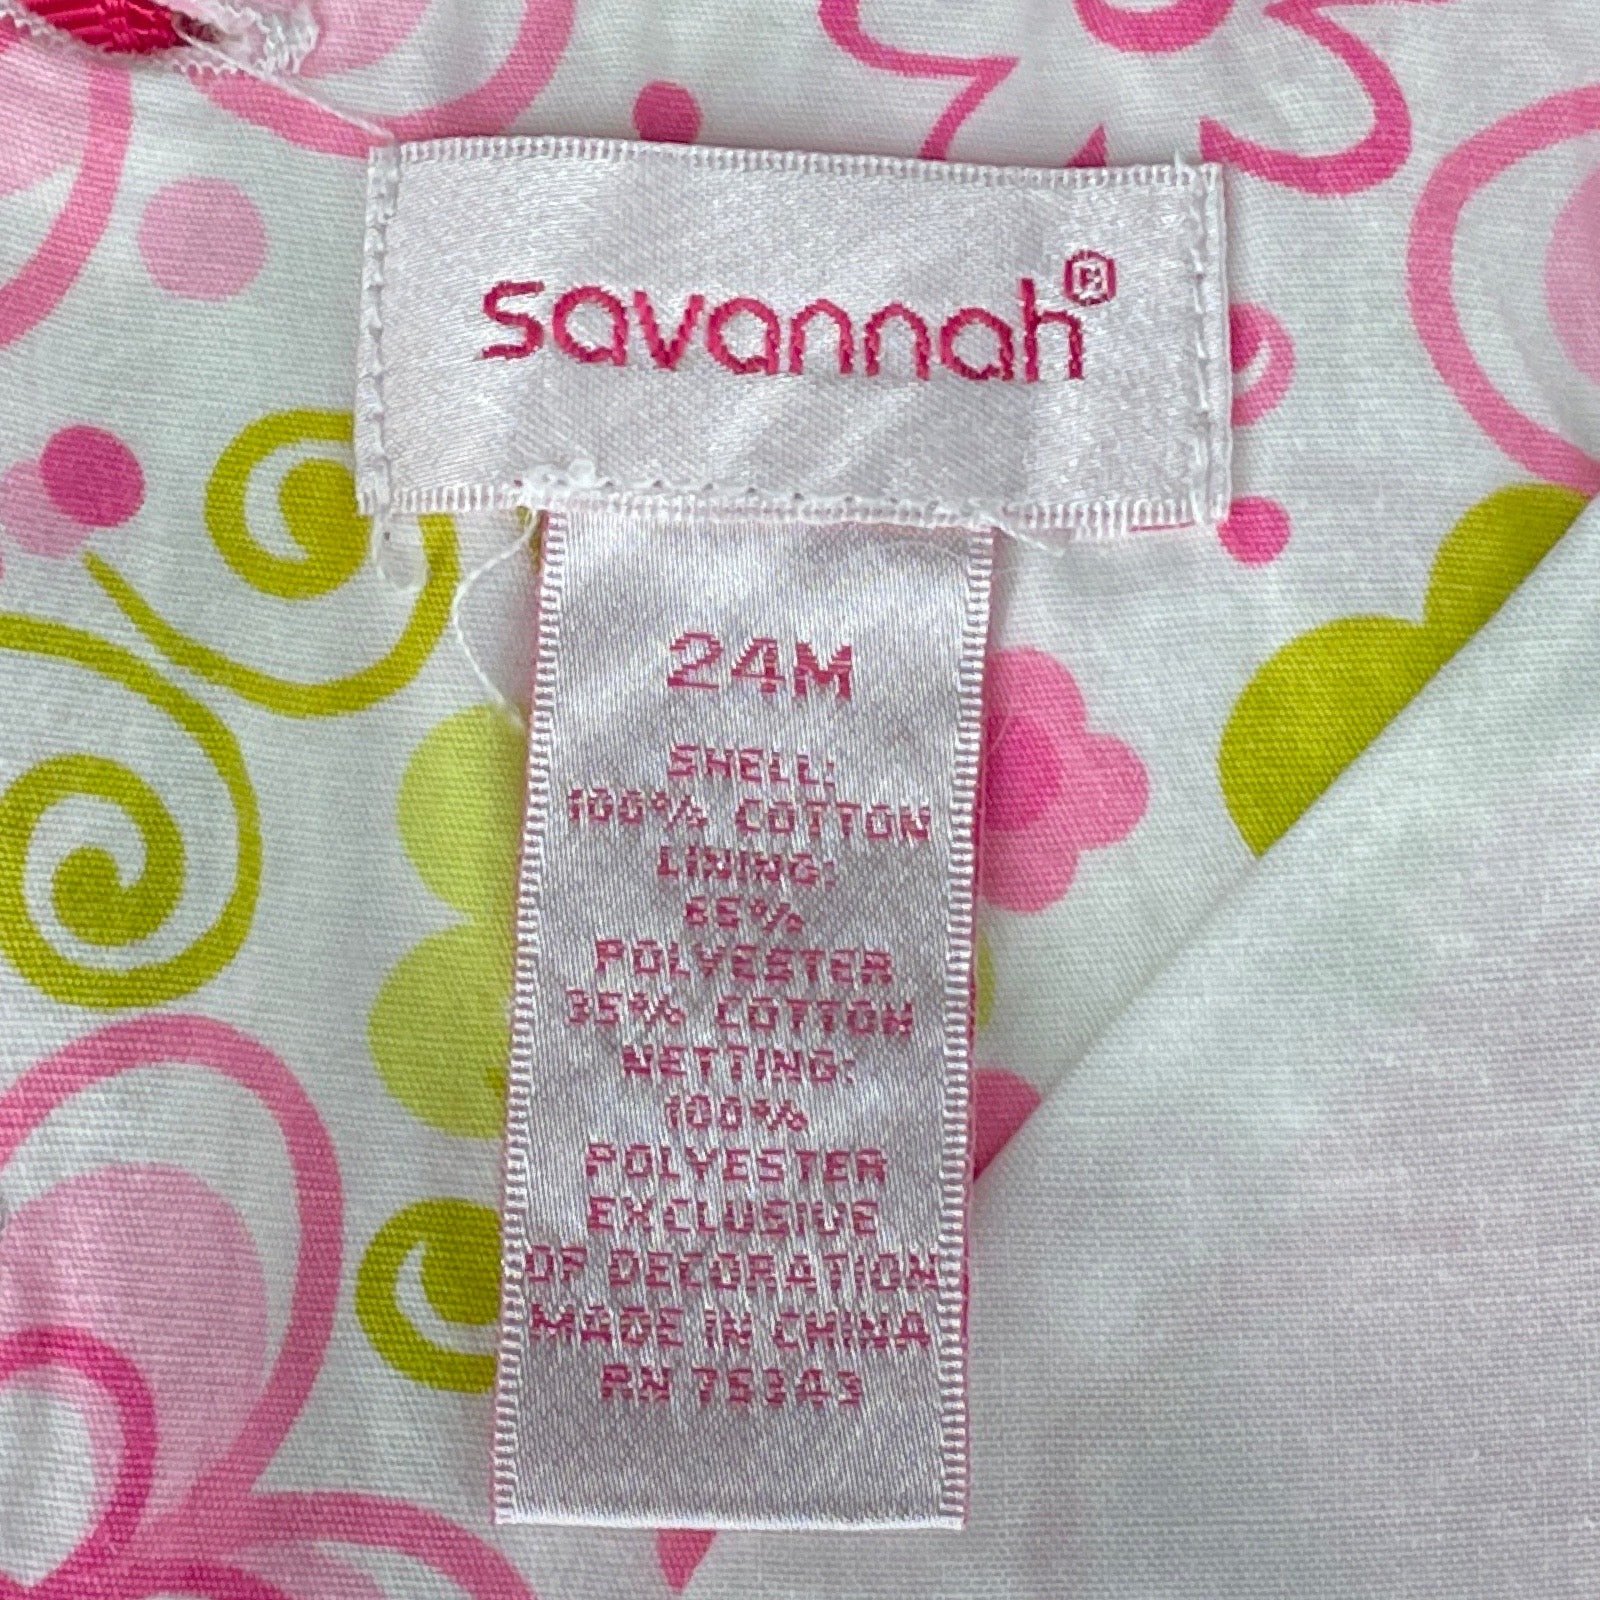 savannah®
24M
SHELL:
100% COTTON
LINING:
65%
POLYESTER
35% COTTON
NETTING:
100%
POLYESTER
EXCLUSIVE
OF DECORATION
MADE IN CHINA
RN 75343